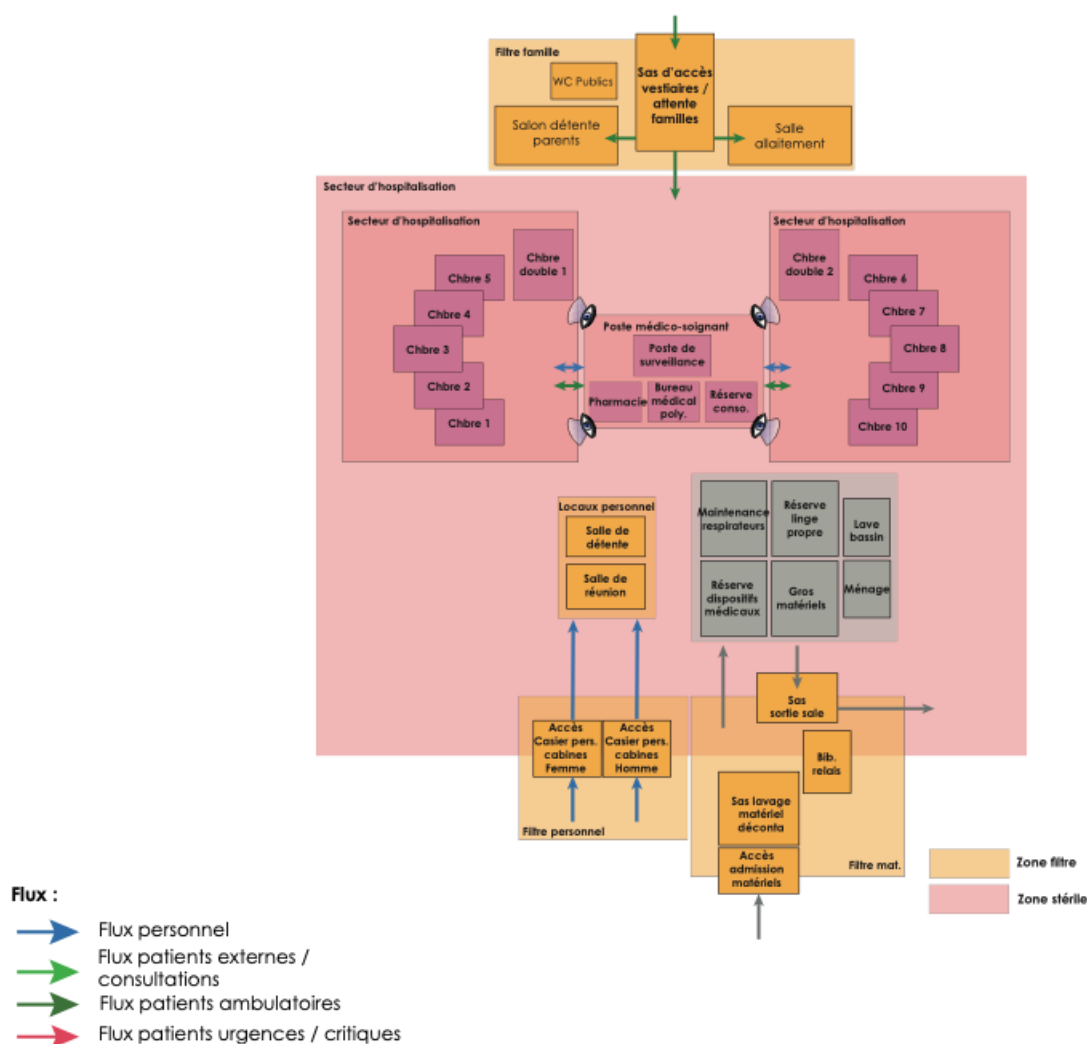 Filtre famille
WC Publics
Sas d'accès
vestiaires /
attente
familles
Salon détente
parents
Salle
allaitement
Secteur d'hospitalisation
Secteur d'hospitalisation
Chbre
double 1
Chbre 5
Chbre 4
Chbre 3
Chbre 2
Chbre 1
Poste médico-soignant
Poste de
surveillance
Pharmacie
Bureau
médical
poly.
Réserve
conso.
Secteur d'hospitalisation
Chbre
double 2
Chbre 6
Chbre 7
Chbre 8
Chbre 9
Chbre 10
Locaux personnel
Salle de
détente
Salle de
réunion
Maintenance
respirateurs
Réserve
linge
propre
Lave
bassin
Réserve
dispositifs
médicaux
Gros
matériels
Ménage
Sas
sortie sale
Accès
Casier pers.
cabines
Femme
Accès
Casier pers.
cabines
Homme
Filtre personnel
Bib.
relais
Sas lavage
matériel
déconta
Accès
admission
matériels
Filtre mat.
Zone filtre
Zone stérile
Flux :
Flux personnel
Flux patients externes /
consultations
Flux patients ambulatoires
Flux patients urgences / critiques